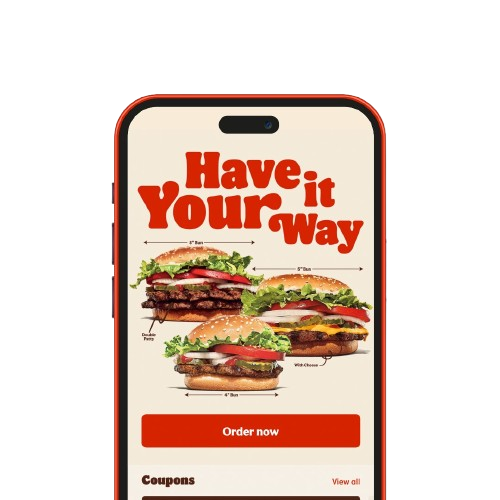 Have it
Your Way
4" Bun
5" Bun
Double
Patty
With Cheese
4" Bun
Order now
Coupons
View all